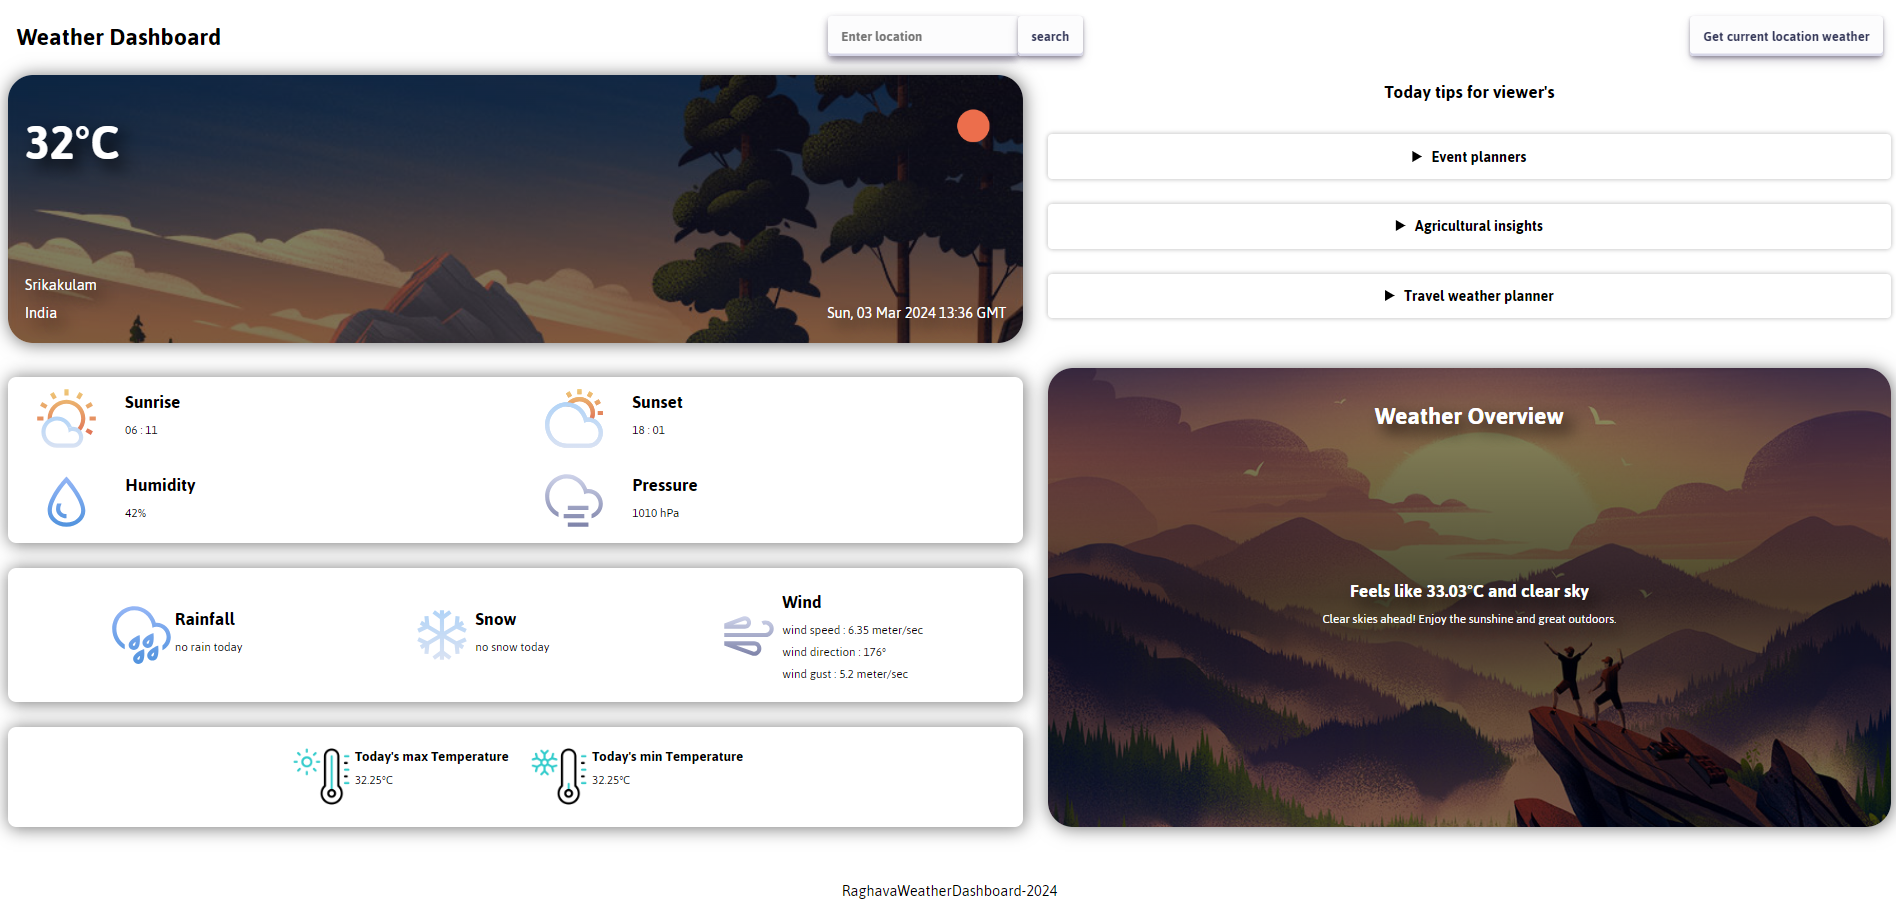 Weather Dashboard
Enter location
search
Get current location weather
32°C
Srikakulam
India
Sun, 03 Mar 2024 13:36 GMT
Today tips for viewer's
▶ Event planners
▶ Agricultural insights
▶ Travel weather planner
Sunrise
06 : 11
Sunset
18 : 01
Humidity
42%
Pressure
1010 hPa
Rainfall
no rain today
Snow
no snow today
Wind
wind speed : 6.35 meter/sec
wind direction : 176°
wind gust : 5.2 meter/sec
Today's max Temperature
32.25°C
Today's min Temperature
32.25°C
Weather Overview
Feels like 33.03°C and clear sky
Clear skies ahead! Enjoy the sunshine and great outdoors.
RaghavaWeatherDashboard-2024